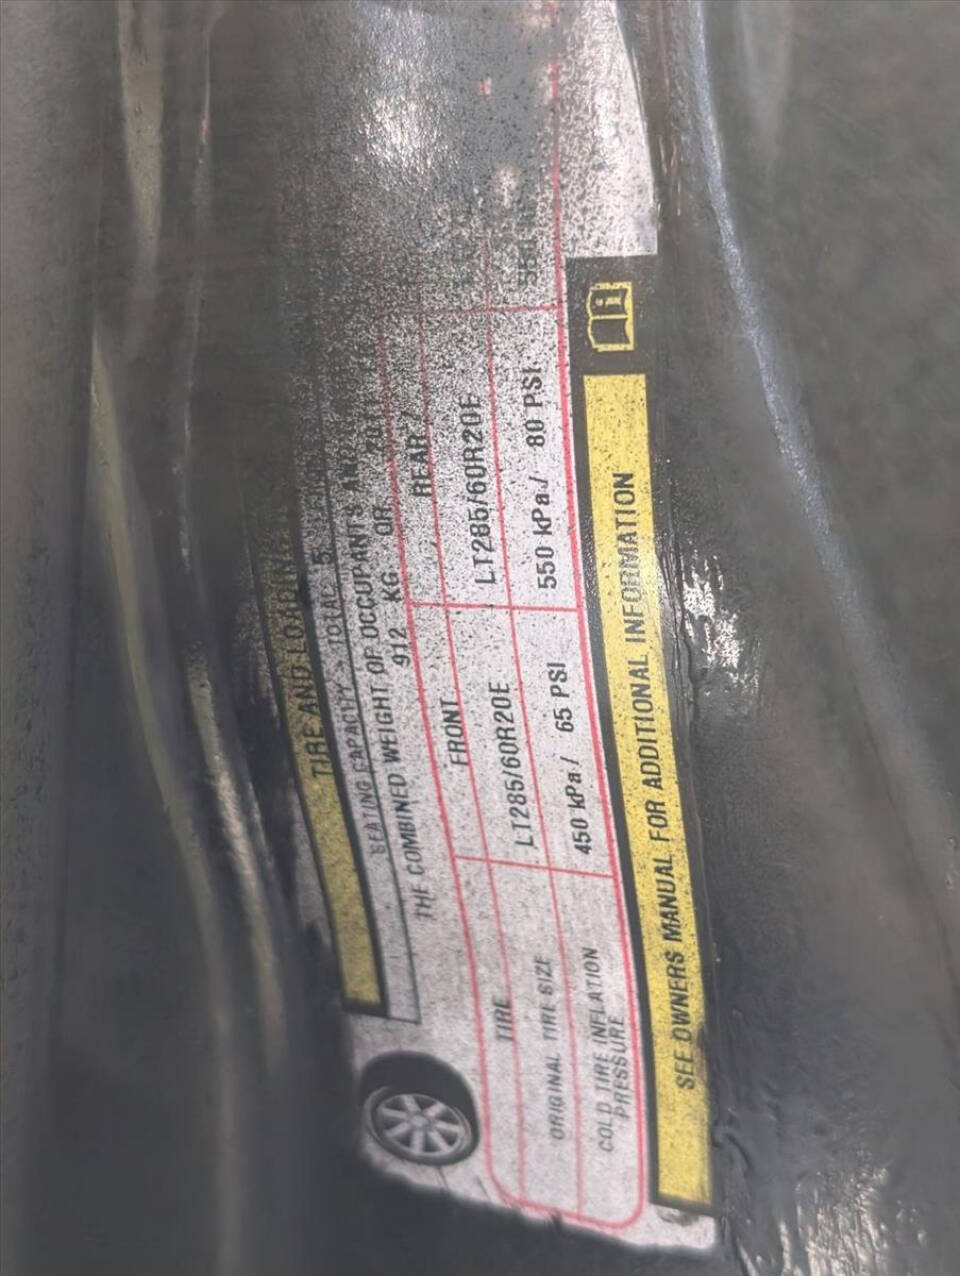 TIRE AND LOADING
SEATING CAPACITY - TOTAL 5
THE COMBINED WEIGHT OF OCCUPANTS AN
912 KG OR 2011
TIRE FRONT REAR
ORIGINAL TIRE SIZE LT285/60R20E LT285/60R20E
COLD TIRE INFLATION PRESSURE 450 kPa/ 65 PSI 550 kPa/ 80 PSI
SEE OWNERS MANUAL FOR ADDITIONAL INFORMATION